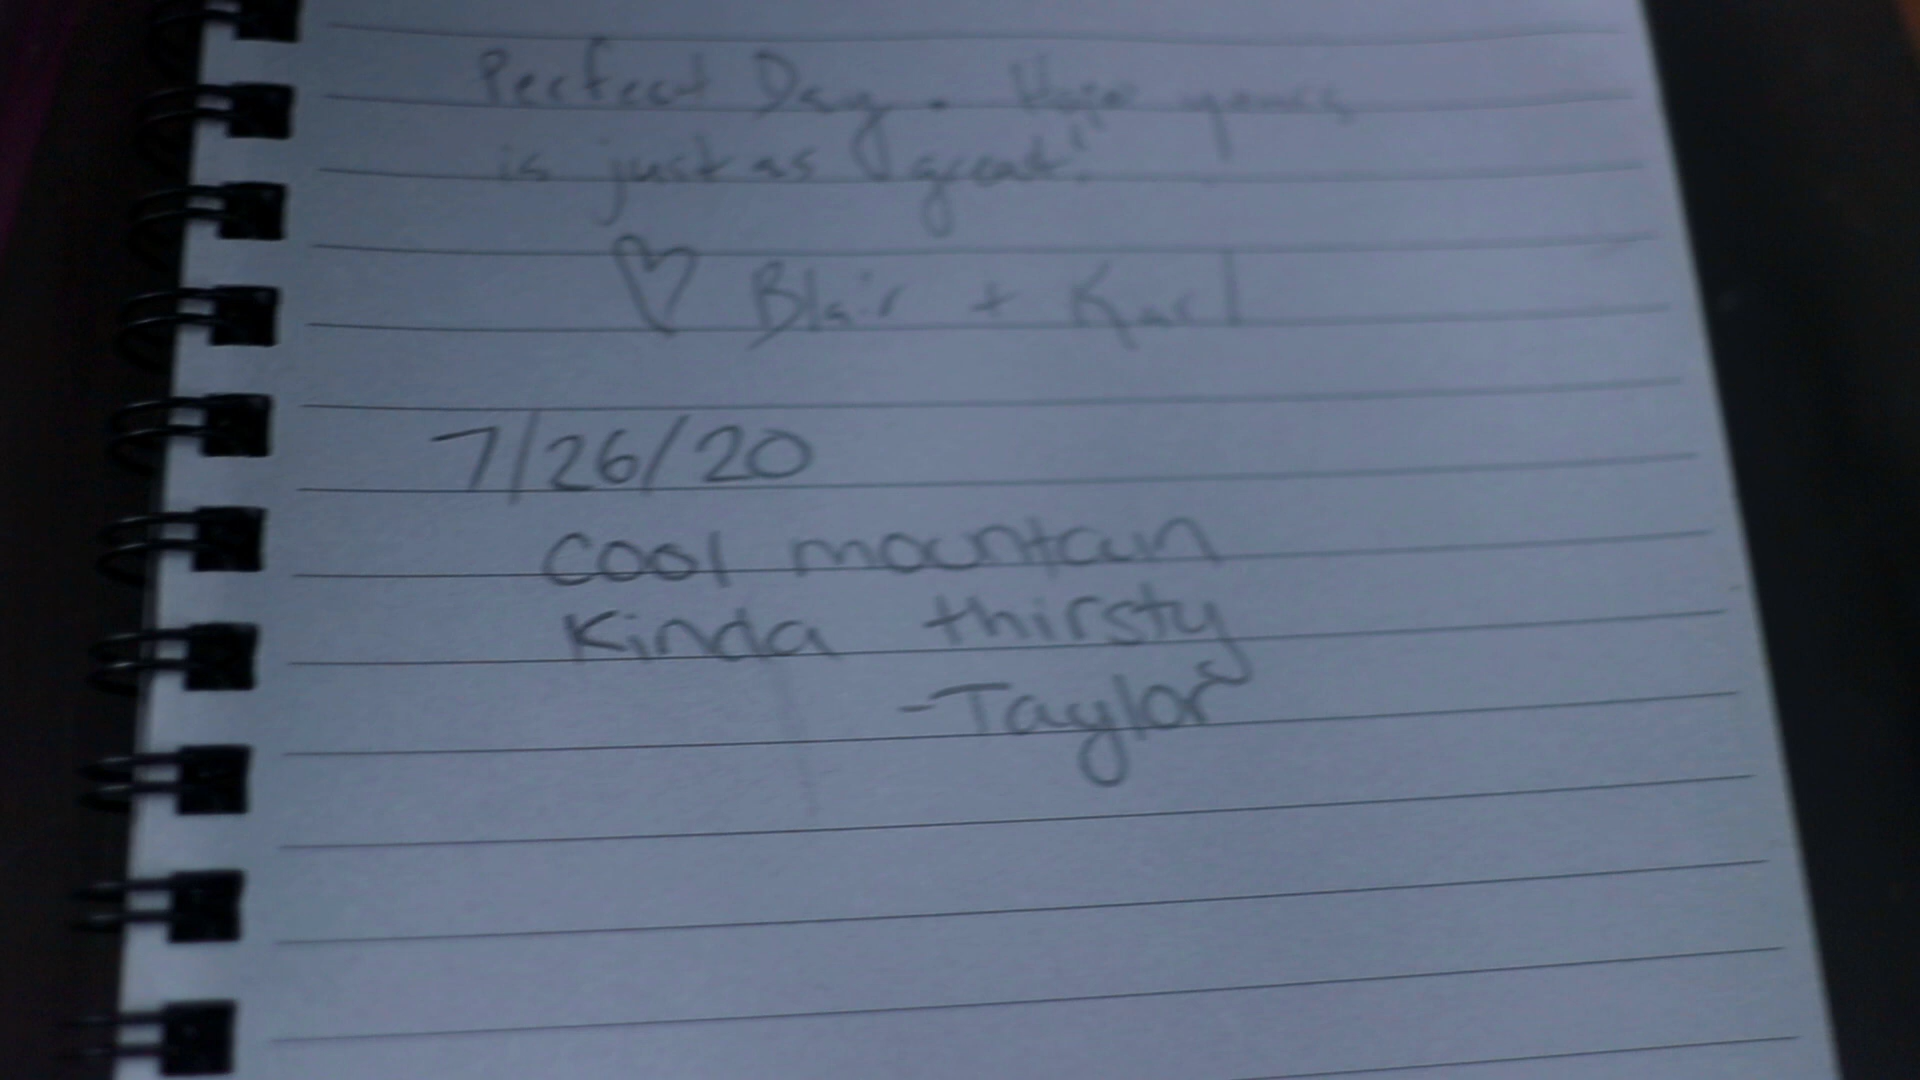 Perfect Day. Hope yours
is just as great!"
♡ Blair + Karl
7/26/20
Cool mountain
Kinda thirsty
-Taylor